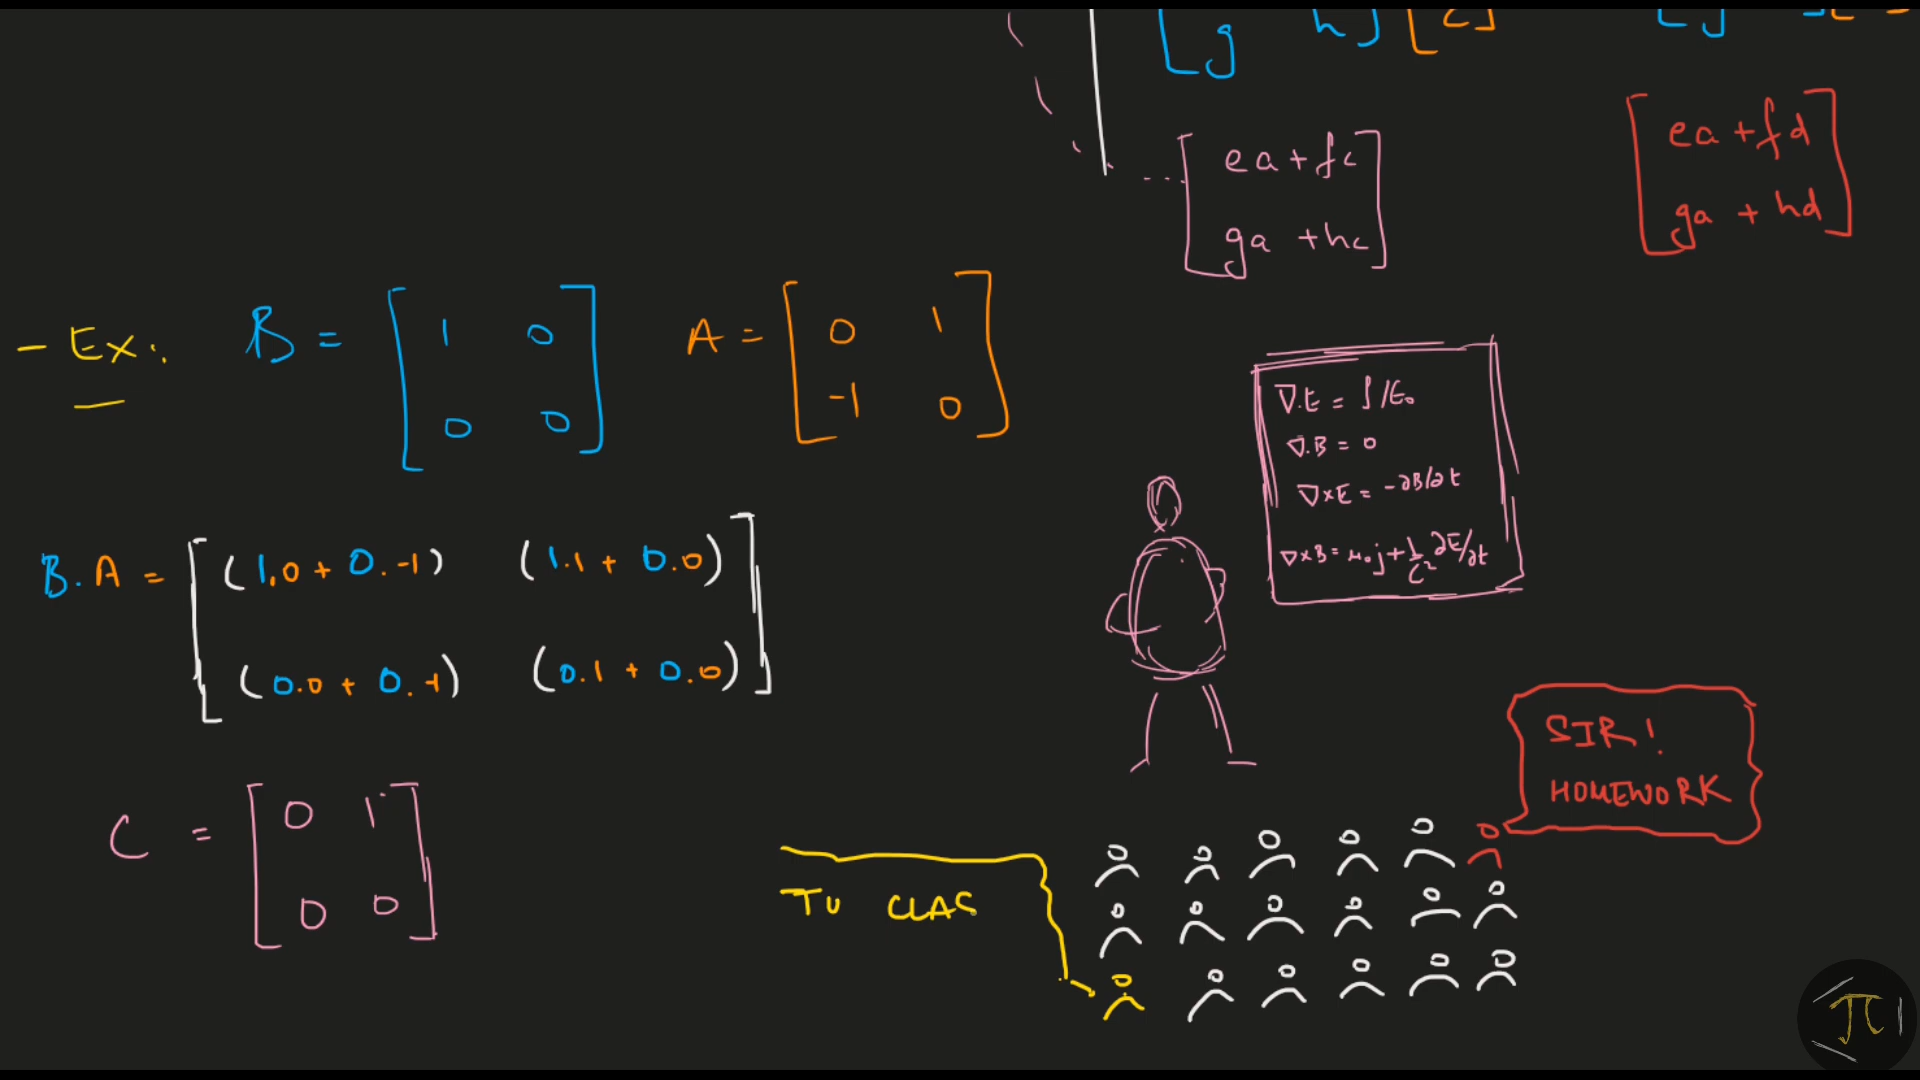 [g h] [c]
[ea + fc
ga + hc]
[ea + fd
ga + hd]
- Ex:. B = [1 0
0 0]
A = [0 1
-1 0]
B.A = [(1.0 + 0.-1) (1.1 + 0.0)
(0.0 + 0.-1) (0.1 + 0.0)]
C = [0 1
0 0]
∇.E = ρ/ε₀
∇.B = 0
∇×E = -∂B/∂t
∇×B = μ₀j + 1/c² ∂E/∂t
SIR!
HOMEWORK
TU CLAS
π